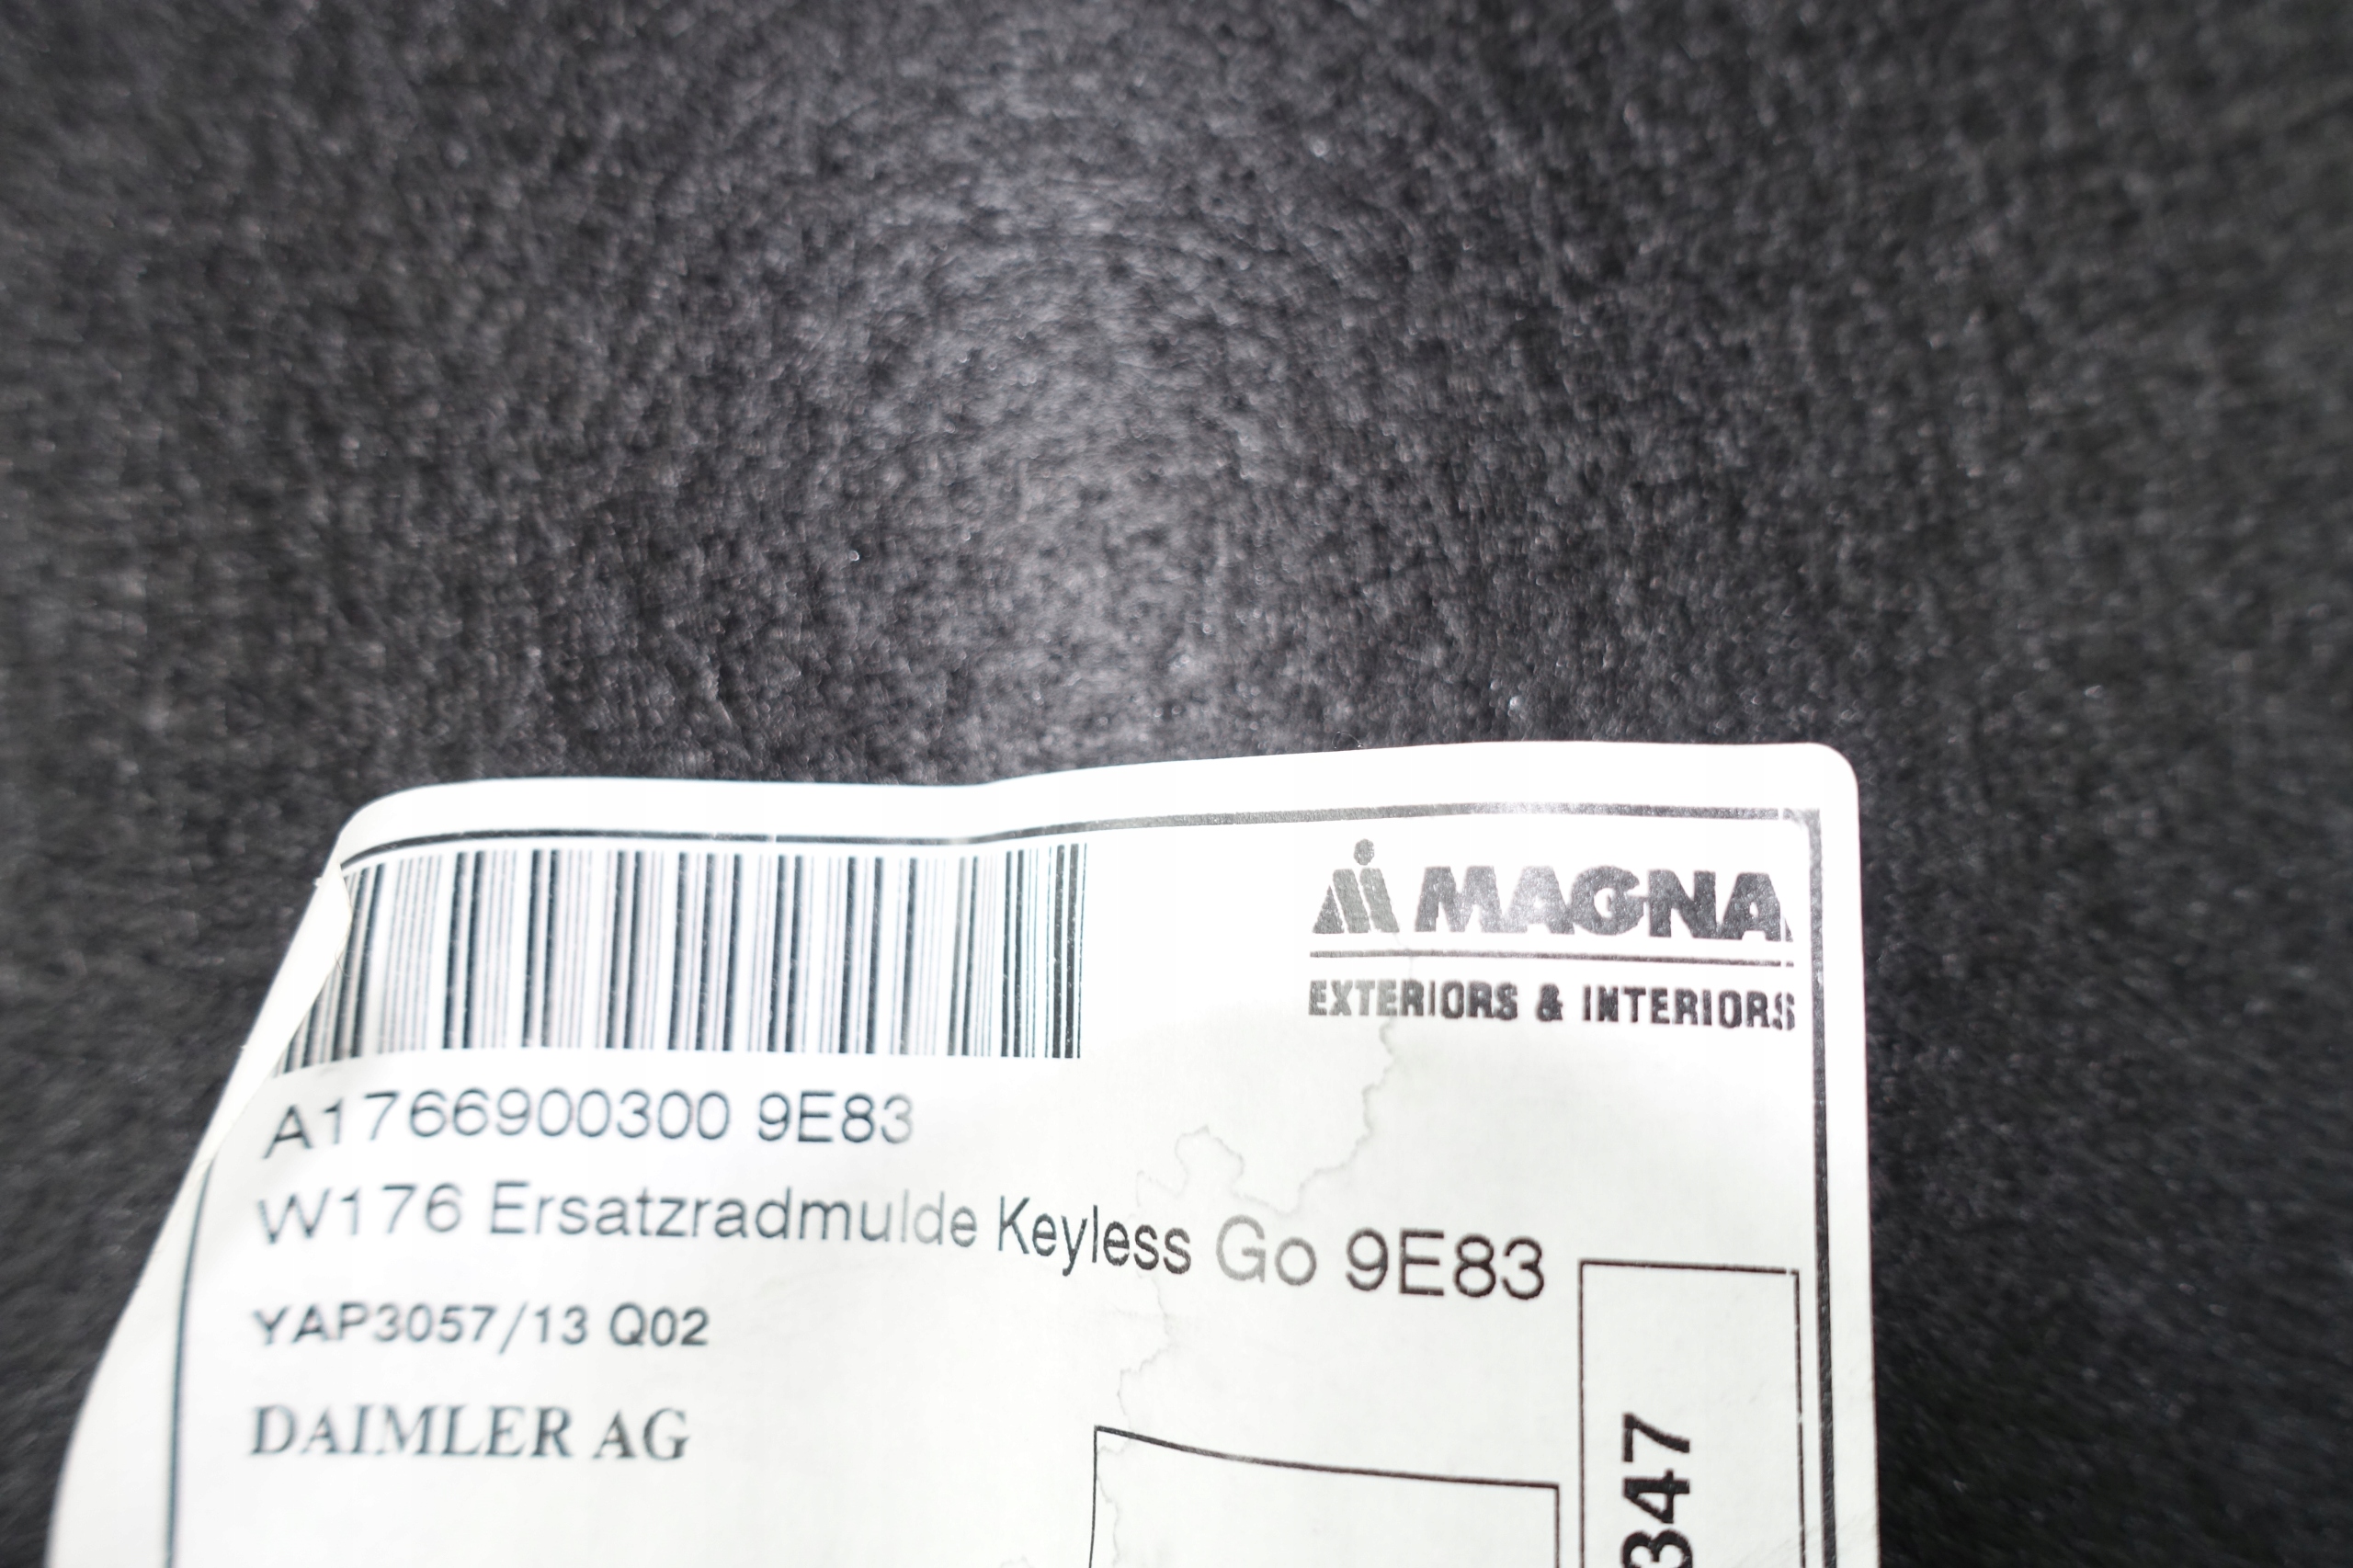 MAGNA
EXTERIORS & INTERIORS
A1766900300 9E83
W176 Ersatzradmulde Keyless Go 9E83
YAP3057/13 Q02
DAIMLER AG
347